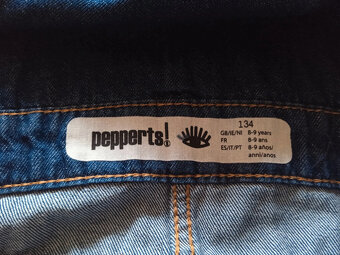 134
pepperts!®
GB/IE/NI 8-9 years
FR 8-9 ans
ES/IT/PT 8-9 años/
anni/anos